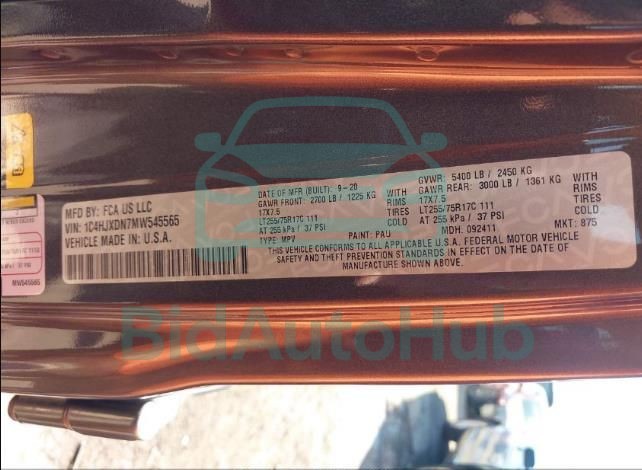 MFD BY: FCA US LLC
VIN: 1C4HJXDN7MW545565
VEHICLE MADE IN U.S.A.
DATE OF MFR (BUILT): 9-20
GAWR FRONT: 2700 LB / 1225 KG WITH
17X7.5 RIMS
LT255/75R17C 111 TIRES
AT 255 kPa / 37 PSI COLD
TYPE: MPV PAINT: PAU
GVWR: 5400 LB / 2450 KG
GAWR REAR: 3000 LB / 1361 KG WITH
17X7.5 RIMS
LT255/75R17C 111 TIRES
AT 255 kPa / 37 PSI COLD
MDH: 092411 MKT: 875
THIS VEHICLE CONFORMS TO ALL APPLICABLE U.S.A. FEDERAL MOTOR VEHICLE
SAFETY AND THEFT PREVENTION STANDARDS IN EFFECT ON THE DATE OF
MANUFACTURE SHOWN ABOVE.
MW545565
BidAutoHub